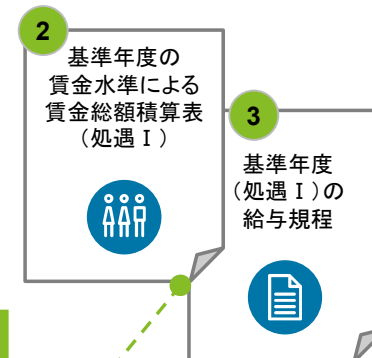 2
基準年度の
賃金水準による
賃金総額積算表
（処遇Ⅰ）
3
基準年度
（処遇Ⅰ）の
給与規程